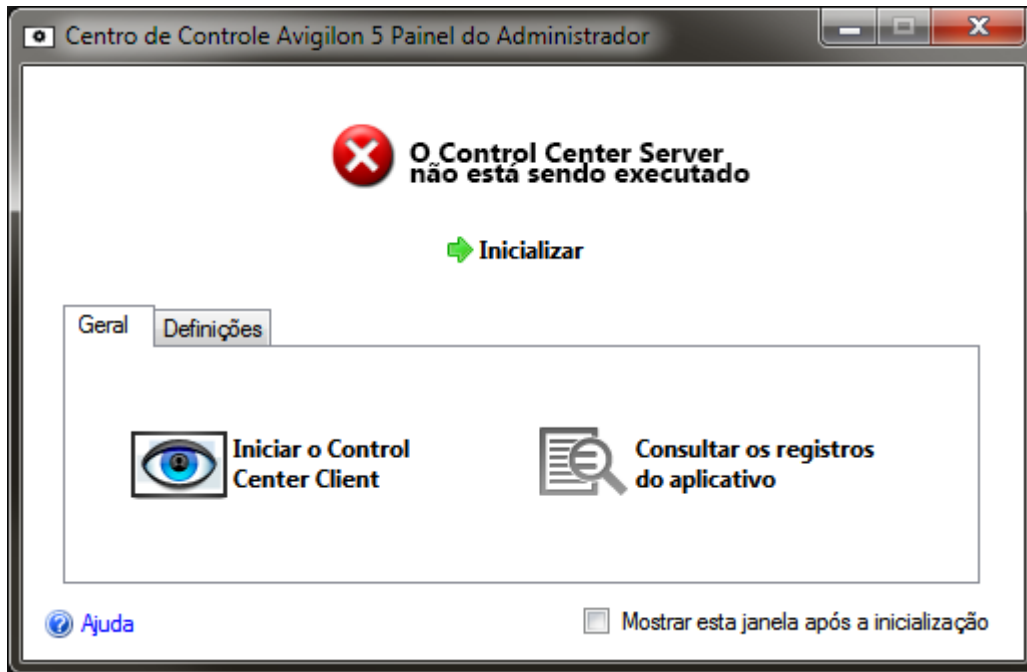 Centro de Controle Avigilon 5 Painel do Administrador
O Control Center Server
não está sendo executado
Inicializar
Geral
Definições
Iniciar o Control
Center Client
Consultar os registros
do aplicativo
Ajuda
Mostrar esta janela após a inicialização